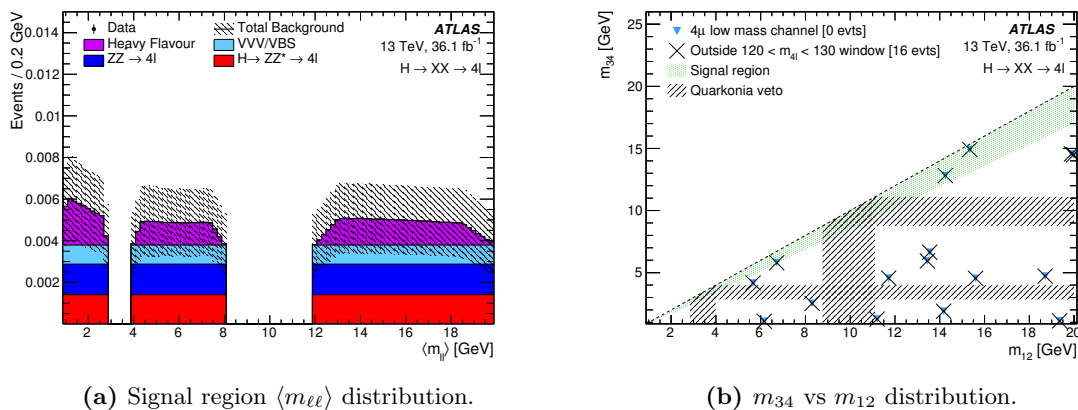 Events / 0.2 GeV
0.014
0.012
0.01
0.008
0.006
0.004
0.002
Data
Total Background
Heavy Flavour
VVV/VBS
ZZ → 4l
H→ ZZ* → 4l
ATLAS
13 TeV, 36.1 fb⁻¹
H → XX → 4l
2 4 6 8 10 12 14 16 18
⟨m_ll⟩ [GeV]
m₃₄ [GeV]
25
20
15
10
5
4μ low mass channel [0 evts]
Outside 120 < m₄ₗ < 130 window [16 evts]
Signal region
Quarkonia veto
ATLAS
13 TeV, 36.1 fb⁻¹
H → XX → 4l
2 4 6 8 10 12 14 16 18 20
m₁₂ [GeV]
(a) Signal region ⟨m_ℓℓ⟩ distribution.
(b) m₃₄ vs m₁₂ distribution.